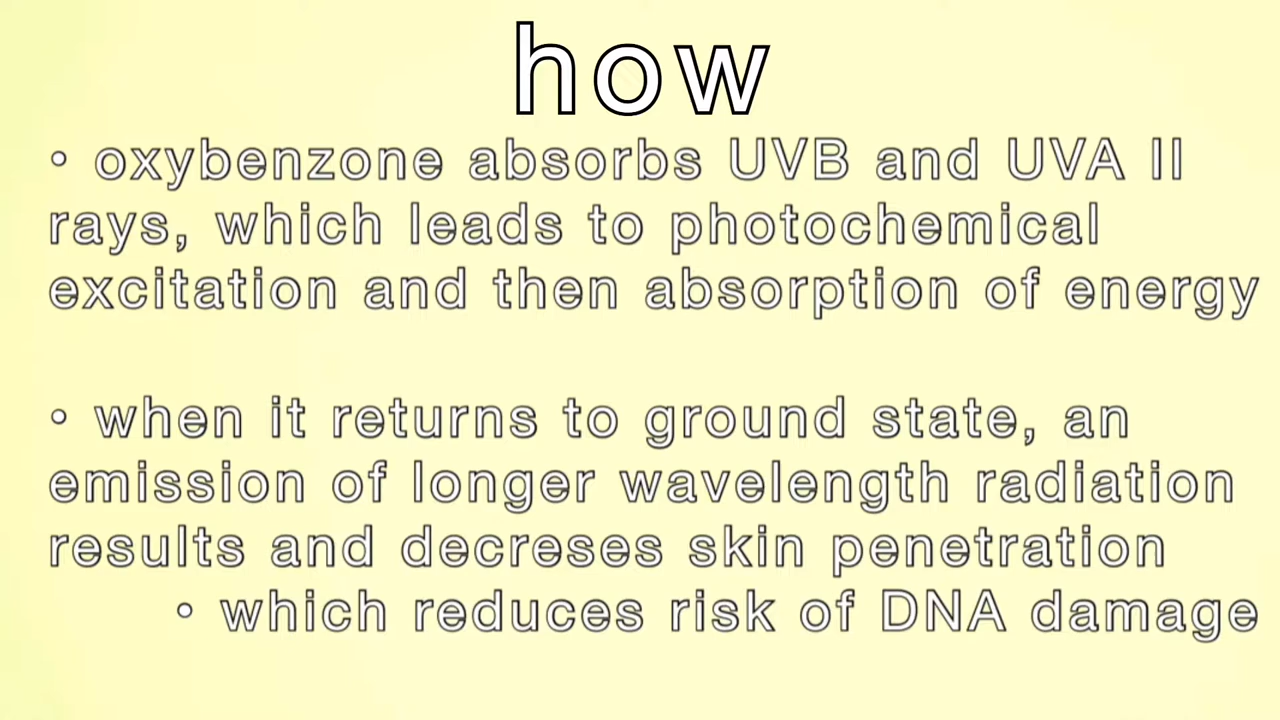 how
• oxybenzone absorbs UVB and UVA II
rays, which leads to photochemical
excitation and then absorption of energy
• when it returns to ground state, an
emission of longer wavelength radiation
results and decreses skin penetration
• which reduces risk of DNA damage